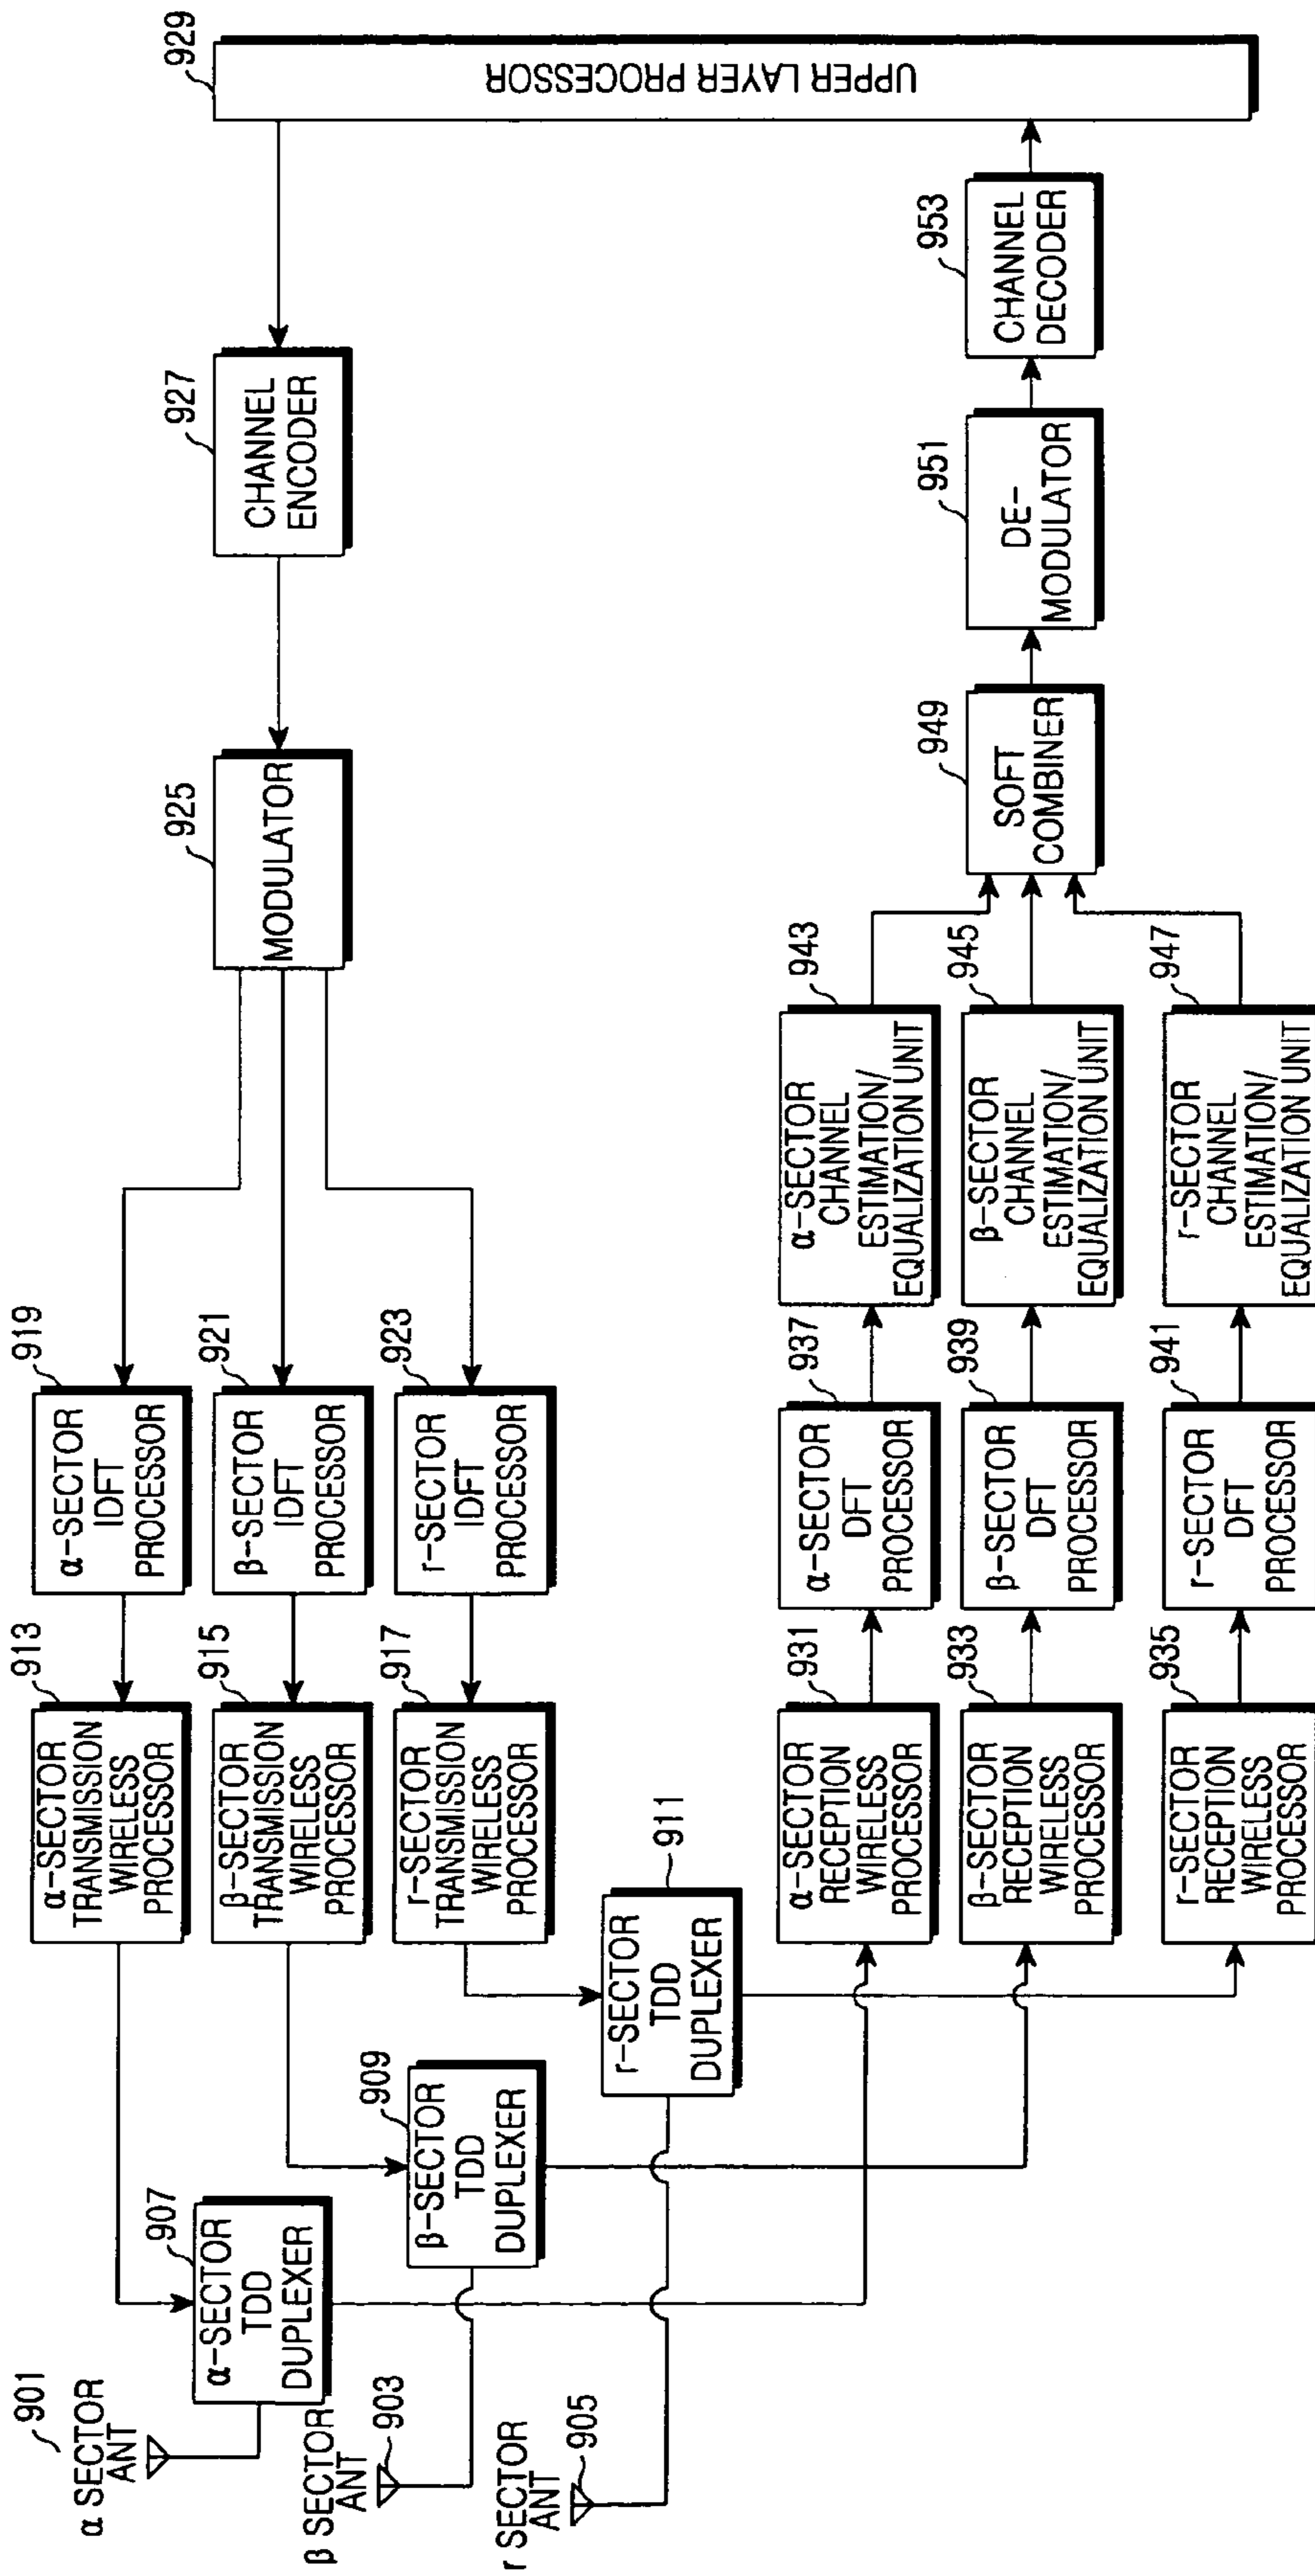 901
α SECTOR
ANT
β SECTOR
ANT
903
r SECTOR
ANT
905
907
α-SECTOR
TDD
DUPLEXER
909
β-SECTOR
TDD
DUPLEXER
911
r-SECTOR
TDD
DUPLEXER
913
α-SECTOR
TRANSMISSION
WIRELESS
PROCESSOR
915
β-SECTOR
TRANSMISSION
WIRELESS
PROCESSOR
917
r-SECTOR
TRANSMISSION
WIRELESS
PROCESSOR
919
α-SECTOR
IDFT
PROCESSOR
921
β-SECTOR
IDFT
PROCESSOR
923
r-SECTOR
IDFT
PROCESSOR
925
MODULATOR
927
CHANNEL
ENCODER
929
UPPER LAYER PROCESSOR
931
α-SECTOR
RECEPTION
WIRELESS
PROCESSOR
933
β-SECTOR
RECEPTION
WIRELESS
PROCESSOR
935
r-SECTOR
RECEPTION
WIRELESS
PROCESSOR
937
α-SECTOR
DFT
PROCESSOR
939
β-SECTOR
DFT
PROCESSOR
941
r-SECTOR
DFT
PROCESSOR
943
α-SECTOR
CHANNEL
ESTIMATION/
EQUALIZATION UNIT
945
β-SECTOR
CHANNEL
ESTIMATION/
EQUALIZATION UNIT
947
r-SECTOR
CHANNEL
ESTIMATION/
EQUALIZATION UNIT
949
SOFT
COMBINER
951
DE-
MODULATOR
953
CHANNEL
DECODER